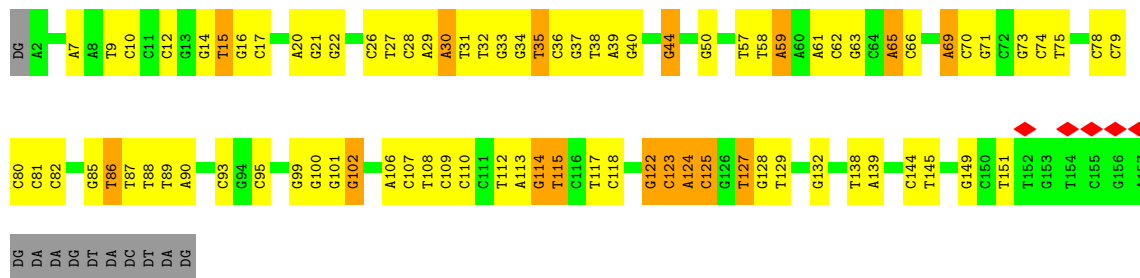 DG A2 A7 A8 T9 C10 C11 C12 G13 G14 T15 G16 C17 A20 G21 G22 C26 T27 C28 A29 A30 T31 T32 G33 G34 T35 C36 G37 T38 A39 G40 G44 G50 T57 T58 A59 A60 A61 C62 G63 C64 A65 C66 A69 C70 G71 C72 G73 C74 T75 C78 C79
C80 C81 C82 G85 T86 T87 T88 T89 A90 C93 G94 C95 G99 G100 G101 G102 A106 C107 T108 C109 C110 C111 T112 A113 G114 T115 C116 T117 C118 G122 C123 A124 C125 G126 T127 G128 T129 G132 T138 A139 C144 T145 G149 C150 T151 T152 G153 T154 C155 G156 A157
DG DA DA DG DT DA DC DT DA DG